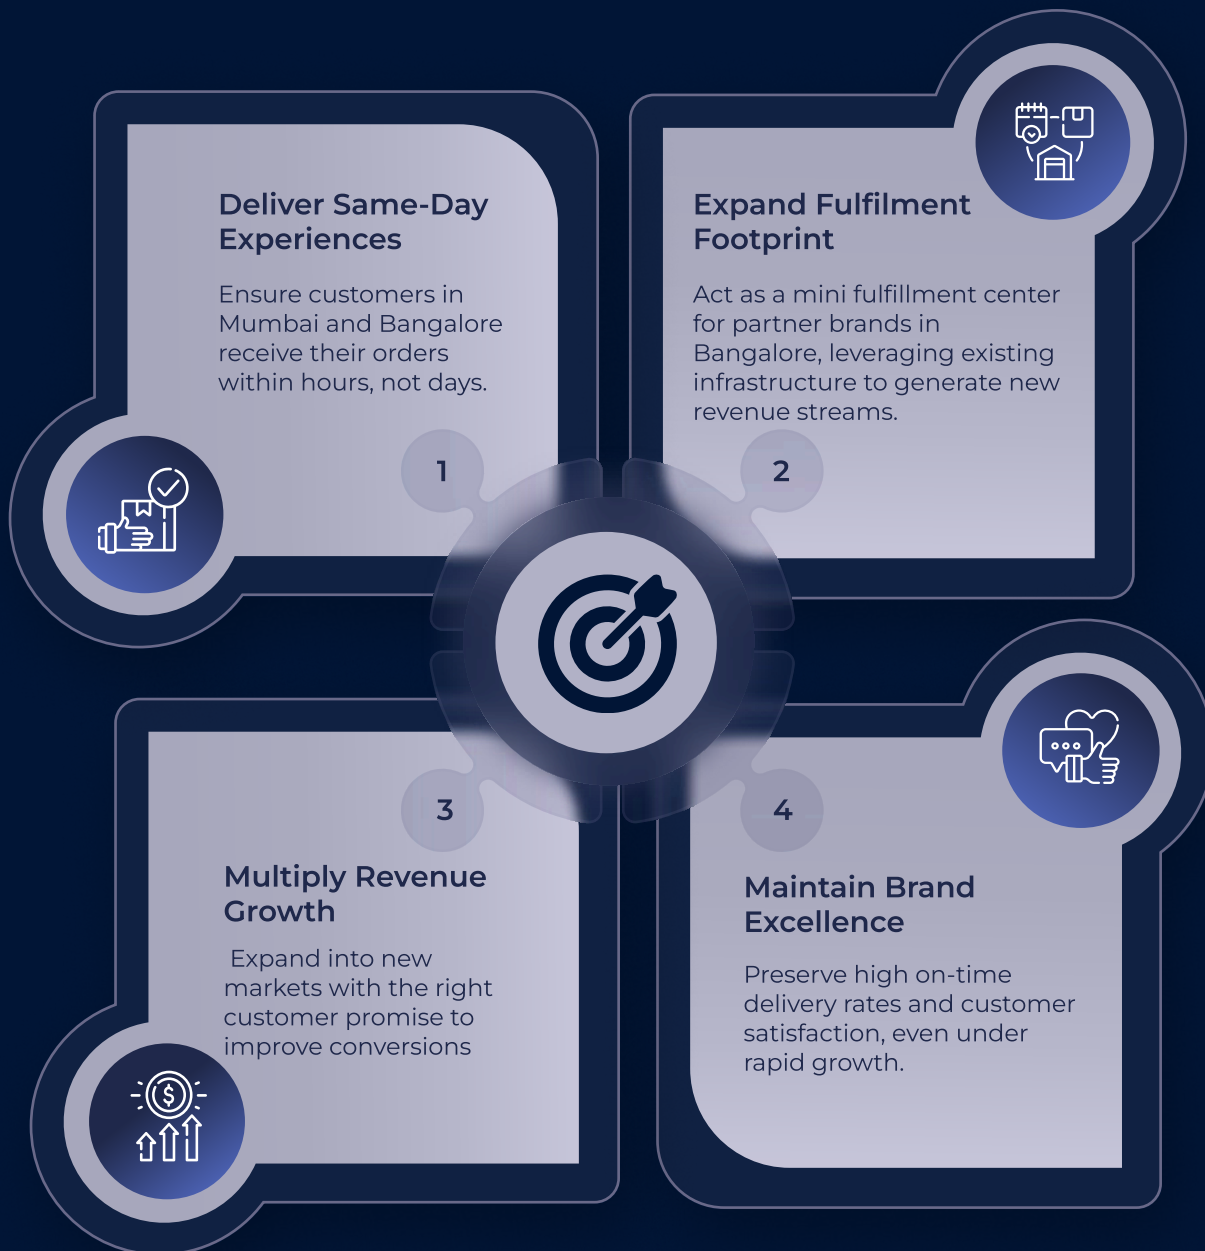 Deliver Same-Day
Experiences
Ensure customers in
Mumbai and Bangalore
receive their orders
within hours, not days.
1
Expand Fulfilment
Footprint
Act as a mini fulfillment center
for partner brands in
Bangalore, leveraging existing
infrastructure to generate new
revenue streams.
2
3
Multiply Revenue
Growth
Expand into new
markets with the right
customer promise to
improve conversions
$
4
Maintain Brand
Excellence
Preserve high on-time
delivery rates and customer
satisfaction, even under
rapid growth.